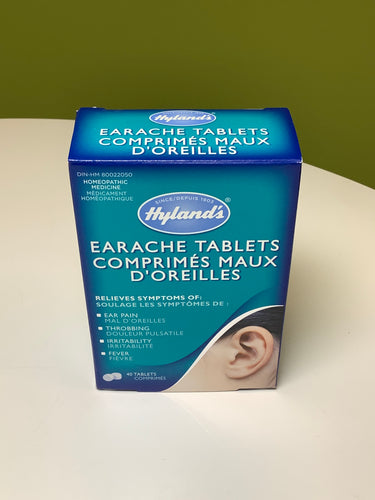 Hyland's
EARACHE TABLETS
COMPRIMÉS MAUX
D'OREILLES
DIN-HM 80022050
HOMEOPATHIC
MEDICINE
MÉDICAMENT
HOMÉOPATHIQUE
SINCE/DEPUIS 1903
Hyland's®
EARACHE TABLETS
COMPRIMÉS MAUX
D'OREILLES
RELIEVES SYMPTOMS OF:
SOULAGE LES SYMPTÔMES DE :
EAR PAIN
MAL D'OREILLES
THROBBING
DOULEUR PULSATILE
IRRITABILITY
IRRITABILITÉ
FEVER
FIÈVRE
40 TABLETS
COMPRIMÉS